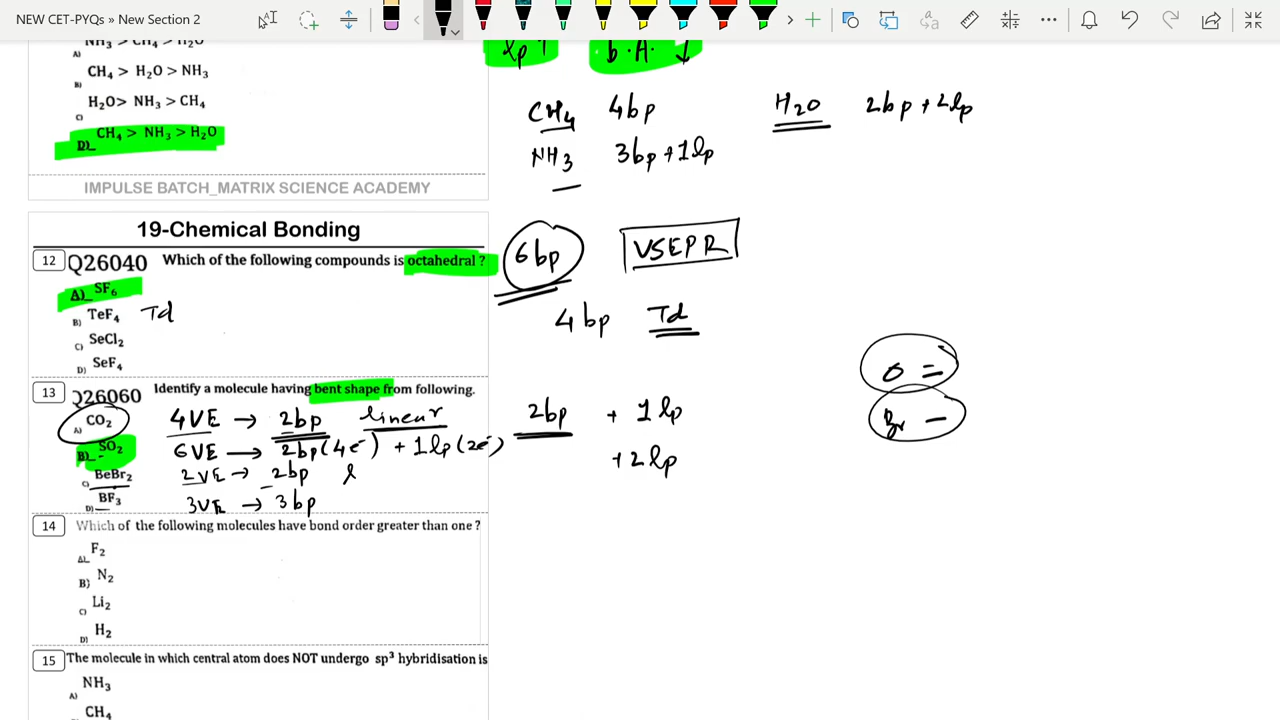 NEW CET-PYQs » New Section 2
NH₃ > CH₄ > H₂O
A)
CH₄ > H₂O > NH₃
B)
H₂O> NH₃ > CH₄
C)
CH₄ > NH₃ > H₂O
D)
IMPULSE BATCH_MATRIX SCIENCE ACADEMY
lp ↑ b·A· ↓
CH₄ 4bp
NH₃ 3bp+1lp
H₂O 2bp+2lp
19-Chemical Bonding
12 Q26040 Which of the following compounds is octahedral ?
A) SF₆
B) TeF₄ Td
C) SeCl₂
D) SeF₄
6bp VSEPR
4bp Td
13 Q26060 Identify a molecule having bent shape from following.
A) CO₂ 4VE → 2bp linear
B) SO₂ 6VE → 2bp(4e⁻) + 1lp(2e⁻)
C) BeBr₂ 2VE → 2bp l
D) BF₃ 3VE → 3bp
2bp + 1lp
+2lp
O =
Br –
14 Which of the following molecules have bond order greater than one ?
A) F₂
B) N₂
C) Li₂
D) H₂
15 The molecule in which central atom does NOT undergo sp³ hybridisation is
NH₃
A)
CH₄